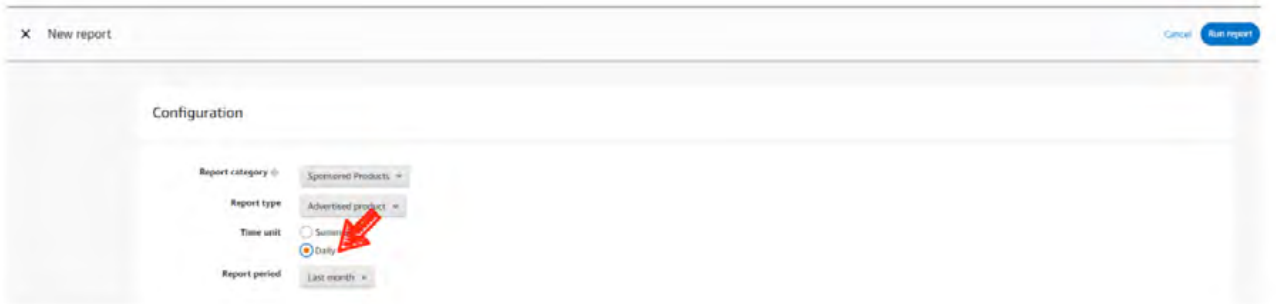 × New report Cancel Run report
Configuration
Report category
Sponsored Products
Report type
Advertised product
Time unit
Daily
Report period
Last month